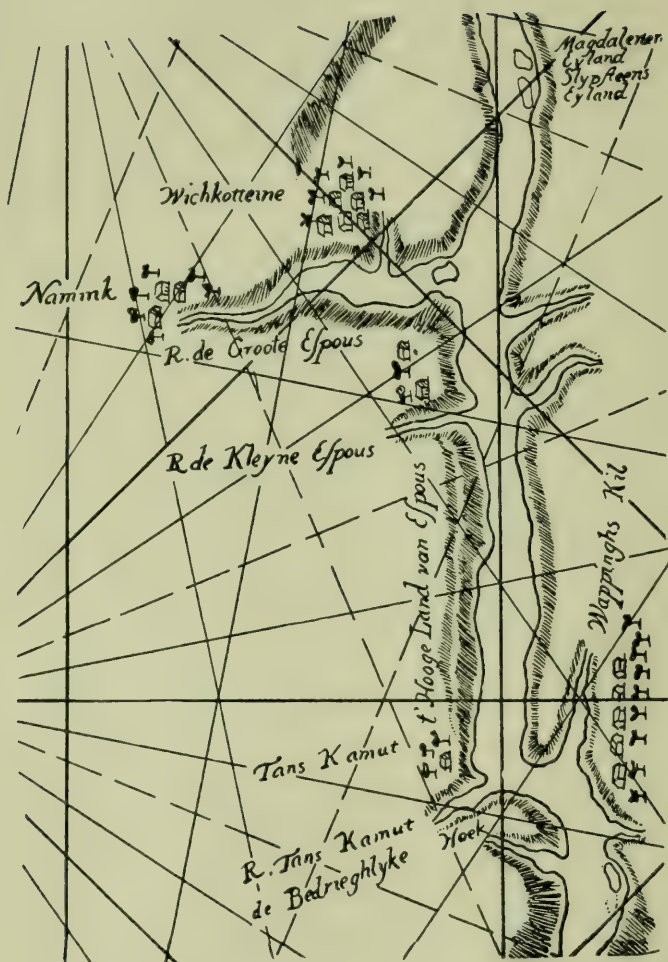 Magdalenen
Eyland
Slypsteens
Eyland
Wichkotteine
Namink
R. de Groote Espous
R. de Kleyne Espous
t' Hooge Land van Espous
Wappinghs Kil
Tans Kamut
R. Tans Kamut
de Bedrieghlyke
Hoek